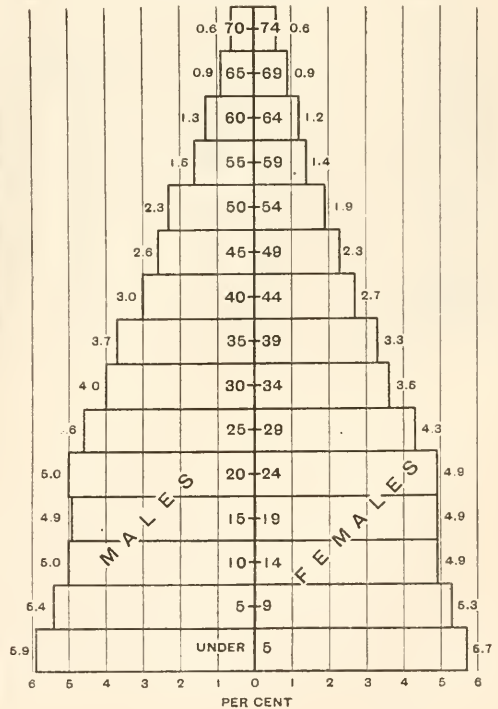 0.6 70-74 0.6
0.9 65-69 0.9
1.3 60-64 1.2
1.6 55-59 1.4
2.3 50-54 1.9
2.6 45-49 2.3
3.0 40-44 2.7
3.7 35-39 3.3
4 0 30-34 3.6
.6 25-29 4.3
5.0 20-24 4.9
4.9 15-19 4.9
MALES FEMALES
5.0 10-14 4.9
5.4 5-9 5.3
5.9 UNDER 5 5.7
6 5 4 3 2 1 0 1 2 3 4 5 6
PER CENT